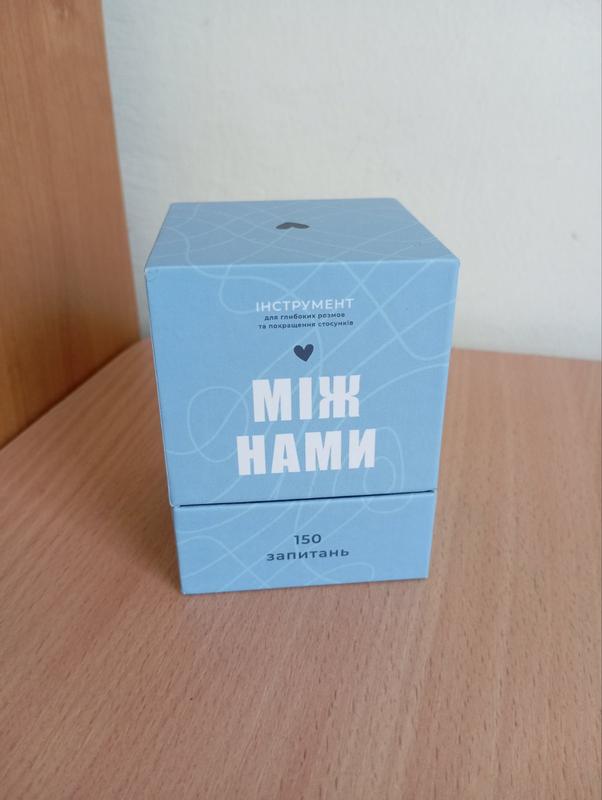 ІНСТРУМЕНТ
для глибоких розмов
та покращення стосунків
МІЖ
НАМИ
150
запитань